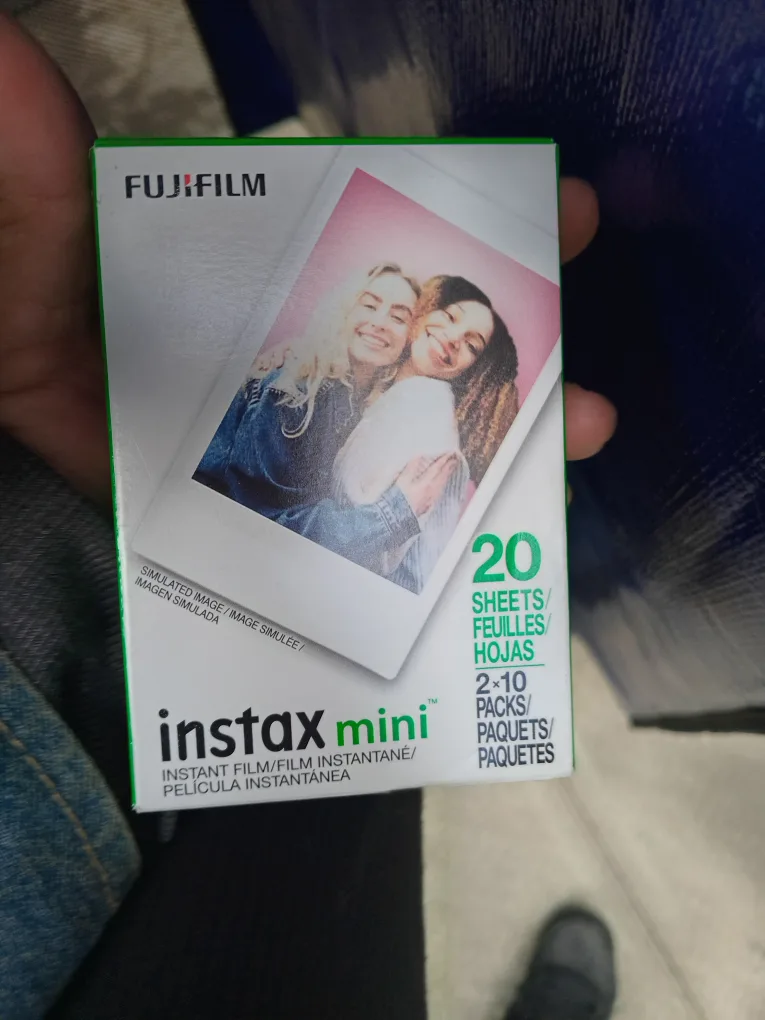 FUJIFILM
SIMULATED IMAGE / IMAGE SIMULÉE /
IMAGEN SIMULADA
20
SHEETS/
FEUILLES/
HOJAS
2×10
PACKS/
PAQUETS/
PAQUETES
instax mini™
INSTANT FILM/FILM INSTANTANÉ/
PELÍCULA INSTANTÁNEA